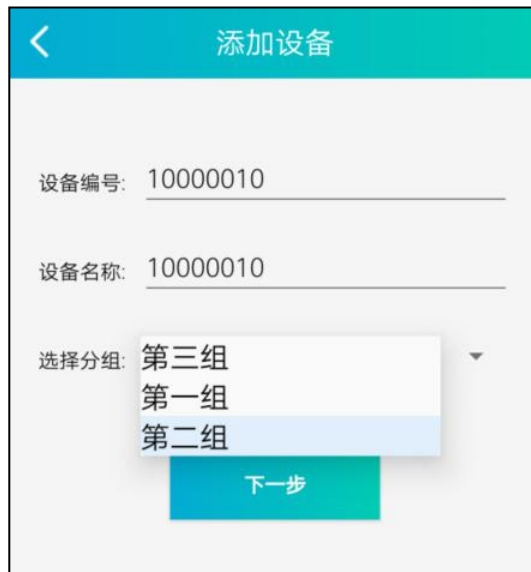 添加设备
设备编号: 10000010
设备名称: 10000010
选择分组: 第三组
第一组
第二组
下一步